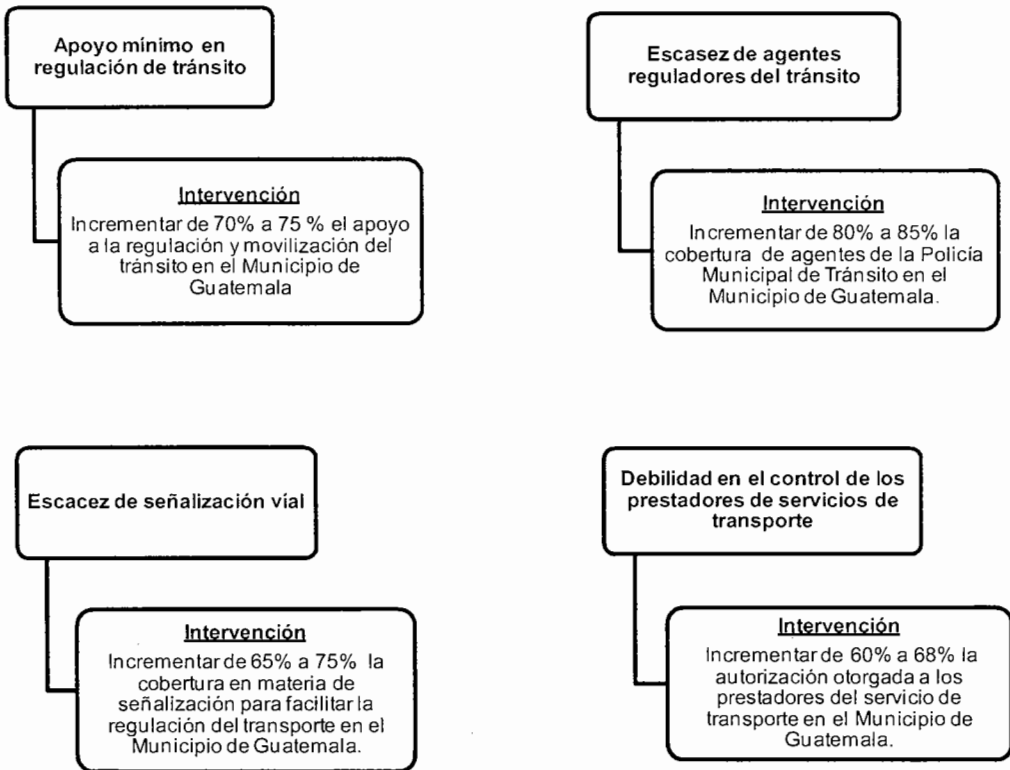 Apoyo mínimo en
regulación de tránsito
Intervención
Incrementar de 70% a 75 % el apoyo
a la regulación y movilización del
tránsito en el Municipio de
Guatemala
Escasez de agentes
reguladores del tránsito
Intervención
Incrementar de 80% a 85% la
cobertura de agentes de la Policía
Municipal de Tránsito en el
Municipio de Guatemala.
Escacez de señalización víal
Intervención
Incrementar de 65% a 75% la
cobertura en materia de
señalización para facilitar la
regulación del transporte en el
Municipio de Guatemala.
Debilidad en el control de los
prestadores de servicios de
transporte
Intervención
Incrementar de 60% a 68% la
autorización otorgada a los
prestadores del servicio de
transporte en el Municipio de
Guatemala.